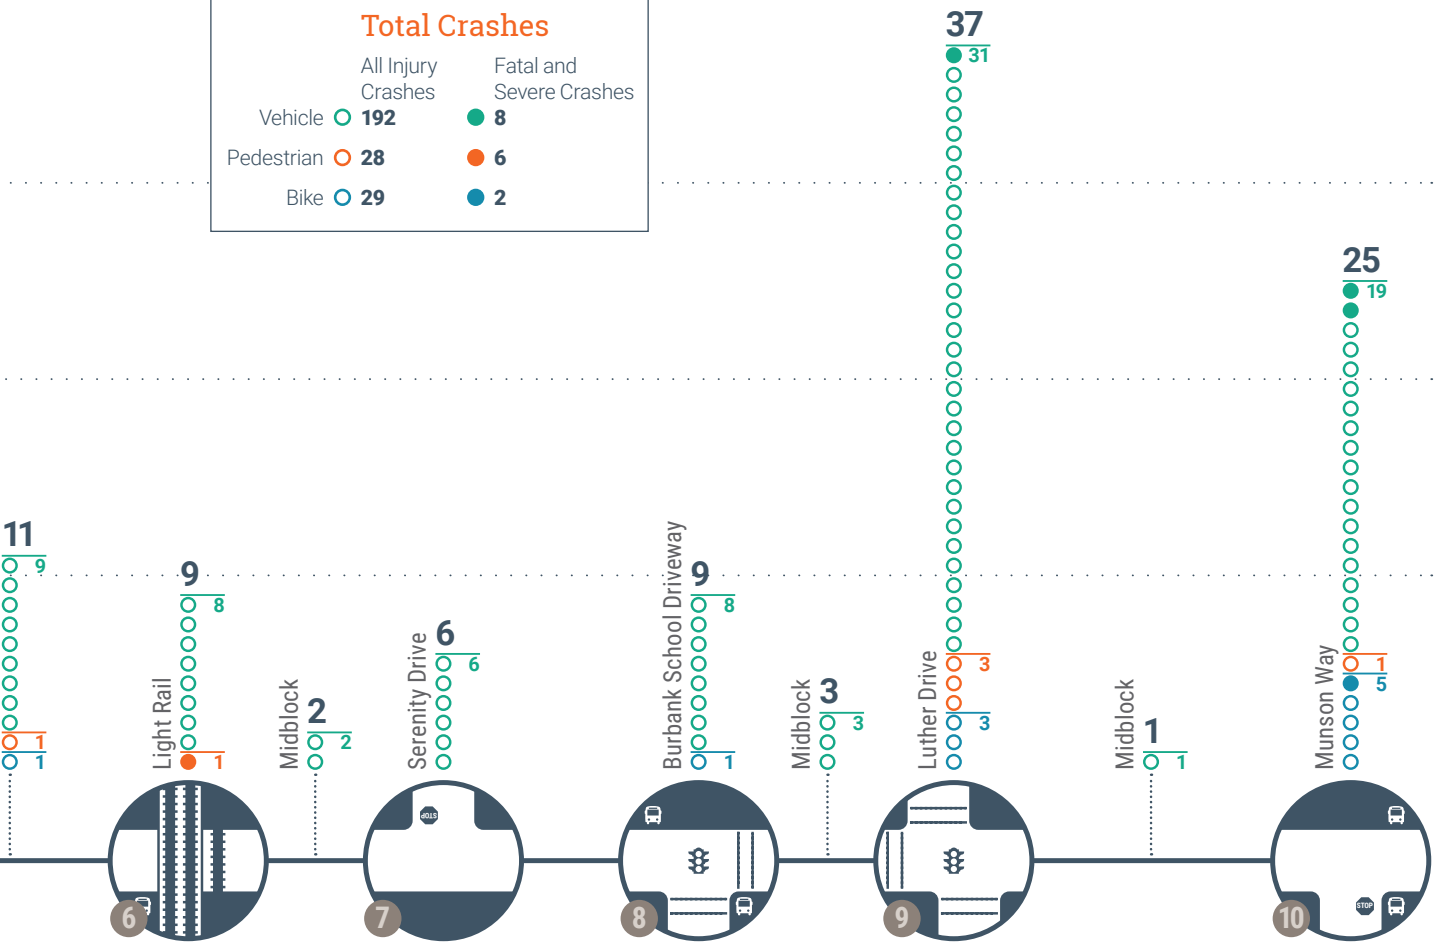 Total Crashes
All Injury Crashes
Fatal and Severe Crashes
Vehicle 192 8
Pedestrian 28 6
Bike 29 2
11
9
1
1
Light Rail
9
8
1
Midblock
2
2
Serenity Drive
6
6
STOP
Burbank School Driveway
9
8
1
Midblock
3
3
Luther Drive
37
31
3
3
Midblock
1
1
Munson Way
25
19
1
5
STOP
6
7
8
9
10